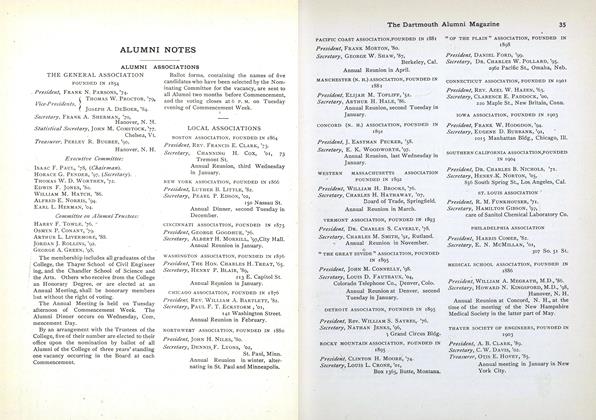 ALUMNI NOTES
ALUMNI ASSOCIATIONS
THE GENERAL ASSOCIATION
FOUNDED IN 1854
President, FRANK N. PARSONS, '74.
Vice-Presidents, { THOMAS W. PROCTOR, '79.
JOSEPH A. DEBOER, '84.
Secretary, FRANK A. SHERMAN, '70,
Hanover, N. H.
Statistical Secretary, JOHN M. COMSTOCK, '77.
Chelsea, Vt.
Treasurer, PERLEY R. BUGBEE, '90,
Hanover, N. H.
Executive Committee:
ISAAC F. PAUL, '78, (Chairman).
HORACE G. PENDER, '97, (Secretary).
THOMAS W. D. WORTHEN, '72.
EDWIN F. JONES, '80.
WILLIAM M. HATCH, '86.
ALFRED E. NORRIS, '94.
EARL L. HERMAN, '04.
Committee on Alumni Trustees:
HARRY F. TOWLE, '76.
OSMYN P. CONANT, '79.
ARTHUR L. LIVERMORE, '88.
JORDAN J. ROLLINS, '92.
GEORGE A. GREEN, '98.
The membership includes all graduates of the
College, the Thayer School of Civil Engineer-
ing, and the Chandler School of Science
and Arts. Others who receive from the College
an Honorary Degree, or are elected at an
Annual Meeting, shall be honorary members
but without the right of voting.
The Annual Meeting is held on Tuesday
afternoon of Commencement Week. The
Alumni Dinner occurs on Wednesday, Com-
mencement Day.
By an arrangement with the Trustees of the
College, five of their number are elected to their
office upon the nomination by ballot of all
Alumni of the College of three years' standing
one vacancy occurring in the Board at each
Commencement.
Ballot forms, containing the names of five
candidates who have been selected by the Nom-
inating Committee for the vacancy, are sent to
all Alumni two months before Commencement,
and the voting closes at 6 P. M. on Tuesday
evening of Commencement Week.
LOCAL ASSOCIATIONS
BOSTON ASSOCIATION, FOUNDED IN 1864
President, REV. FRANCIS E. CLARK, '73.
Secretary, CHANNING H. COX, '01, 73
Tremont St.
Annual Reunion, third Wednesday
in January.
NEW YORK ASSOCIATION, FOUNDED IN 1866
President, LUTHER B. LITTLE, '82.
Secretary, PEARL P. EDSON, '02,
130 Nassau St.
Annual Dinner, second Tuesday in
December.
CINCINNATI ASSOCIATION, FOUNDED IN 1875
President, GEORGE GOODHUE, '76.
Secretary, ALBERT H. MORRILL, '97, City Hall.
Annual Reunion in January.
WASHINGTON ASSOCIATION, FOUNDED IN 1876
President, THE HON. CHARLES H. TREAT, '65.
Secretary, HENRY P. BLAIR, '89,
213 E. Capitol St.
Annual Reunion in January.
CHICAGO ASSOCIATION, FOUNDED IN 1876
President, REV. WILLIAM A. BARTLETT, '82.
Secretary, PAUL F. T. ECKSTORM, '01,
142 Washington Street.
Annual Reunion in February.
NORTHWEST ASSOCIATION, FOUNDED IN 1880
President, JOHN H. NILES, '80.
Secretary, DENNIS F. LYONS, '02,
St. Paul, Minn.
Annual Reunion in winter, alter-
nating in St. Paul and Minneapolis.
The Dartmouth Alumni Magazine 35
PACIFIC COAST ASSOCIATION, FOUNDED IN 1881
President, FRANK MORTON, '80.
Secretary, GEORGE W. SHAW, '87,
Berkeley, Cal.
Annual Reunion in April.
MANCHESTER (N. H.) ASSOCIATION, FOUNDED IN
1881
President, ELIJAH M. TOPLIFF, '52.
Secretary, ARTHUR H. HALE, '86.
Annual Reunion, second Tuesday in
January.
CONCORD (N. H.) ASSOCIATION, FOUNDED IN
1891
President, J. EASTMAN PECKER, '58.
Secretary, E. K. WOODWORTH, '97.
Annual Reunion, last Wednesday in
January.
WESTERN MASSACHUSETTS ASSOCIATION
FOUNDED IN 1892
President, WILLIAM H. BROOKS, '76.
Secretary, CHARLES H. HATHAWAY, '07,
Board of Trade, Springfield.
Annual Reunion in March.
VERMONT ASSOCIATION, FOUNDED IN 1893
President, DR. CHARLES S. CAVERLY, '78.
Secretary, CHARLES M. SMITH, '91, Rutland.
Annual Reunion in November.
"THE GREAT DIVIDE" ASSOCIATION, FOUNDED
IN 1895
President, JOHN M. CONNELLY, '98.
Secretary, LOUIS D. FAUTEAUX, '04,
Colorado Telephone Co., Denver, Colo.
Annual Reunion at Denver, second
Tuesday in January.
DETROIT ASSOCIATION, FOUNDED IN 1895
President, REV. WILLIAM S. SAYRES, '76.
Secretary, NATHAN JENKS, '96,
3 Grand Circus Bldg.
ROCKY MOUNTAIN ASSOCIATION, FOUNDED IN
1895
President, CLINTON H. MOORE, '74.
Secretary, LOUIS L. CRONE, '01,
Box 1365, Butte, Montana.
"OF THE PLAIN" ASSOCIATION, FOUNDED IN
1898
President, DANIEL FORD, '99.
Secretary, DR. CHARLES W. POLLARD, '95,
2962 Pacific St., Omaha, Neb.
CONNECTICUT ASSOCIATION, FOUNDED IN 1901
President, REV. AZEL W. HAZEN, '63.
Secretary, CLARENCE E. PADDOCK, '00,
220 Maple St., New Britain, Conn.
IOWA ASSOCIATION, FOUNDED IN 1903
President, FRANK W. HODGDON, '94.
Secretary, EUGENE D. BURBANK, '91,
1015 Manhattan Bldg., Chicago, Ill.
SOUTHERN CALIFORNIA ASSOCIATION, FOUNDED
IN 1904
President, DR. CHARLES B. NICHOLS, '71.
Secretary, HENRY K. NORTON, '05,
856 South Spring St., Los Angeles, Cal.
ST. LOUIS ASSOCIATION
President, R. M. FUNKHOUSER, '71.
Secretary, HAMILTON GIBSON, '97,
care of Sanitol Chemical Laboratory Co.
PHILADELPHIA ASSOCIATION
President, HARRIS COMER, '82.
Secretary, E. N. McMILLAN, '01,
307 So. 31 St.
MEDICAL SCHOOL ASSOCIATION, FOUNDED IN
1886
President, WILLIAM A. MEGRATH, M.D., '86.
Secretary, HOWARD N. KINGSFORD, M.D., '98,
Hanover, N. H.
Annual Reunion at Concord, N. H., at the
time of the meeting of the New Hampshire
Medical Society in the latter part of May.
THAYER SOCIETY OF ENGINEERS, FOUNDED IN
1903
President, A. B. CLARK, '89.
Secretary, C. W. DAVIS, '02.
Treasurer, OTIS E. HOVEY, '85.
Annual meeting in January in New
York City.